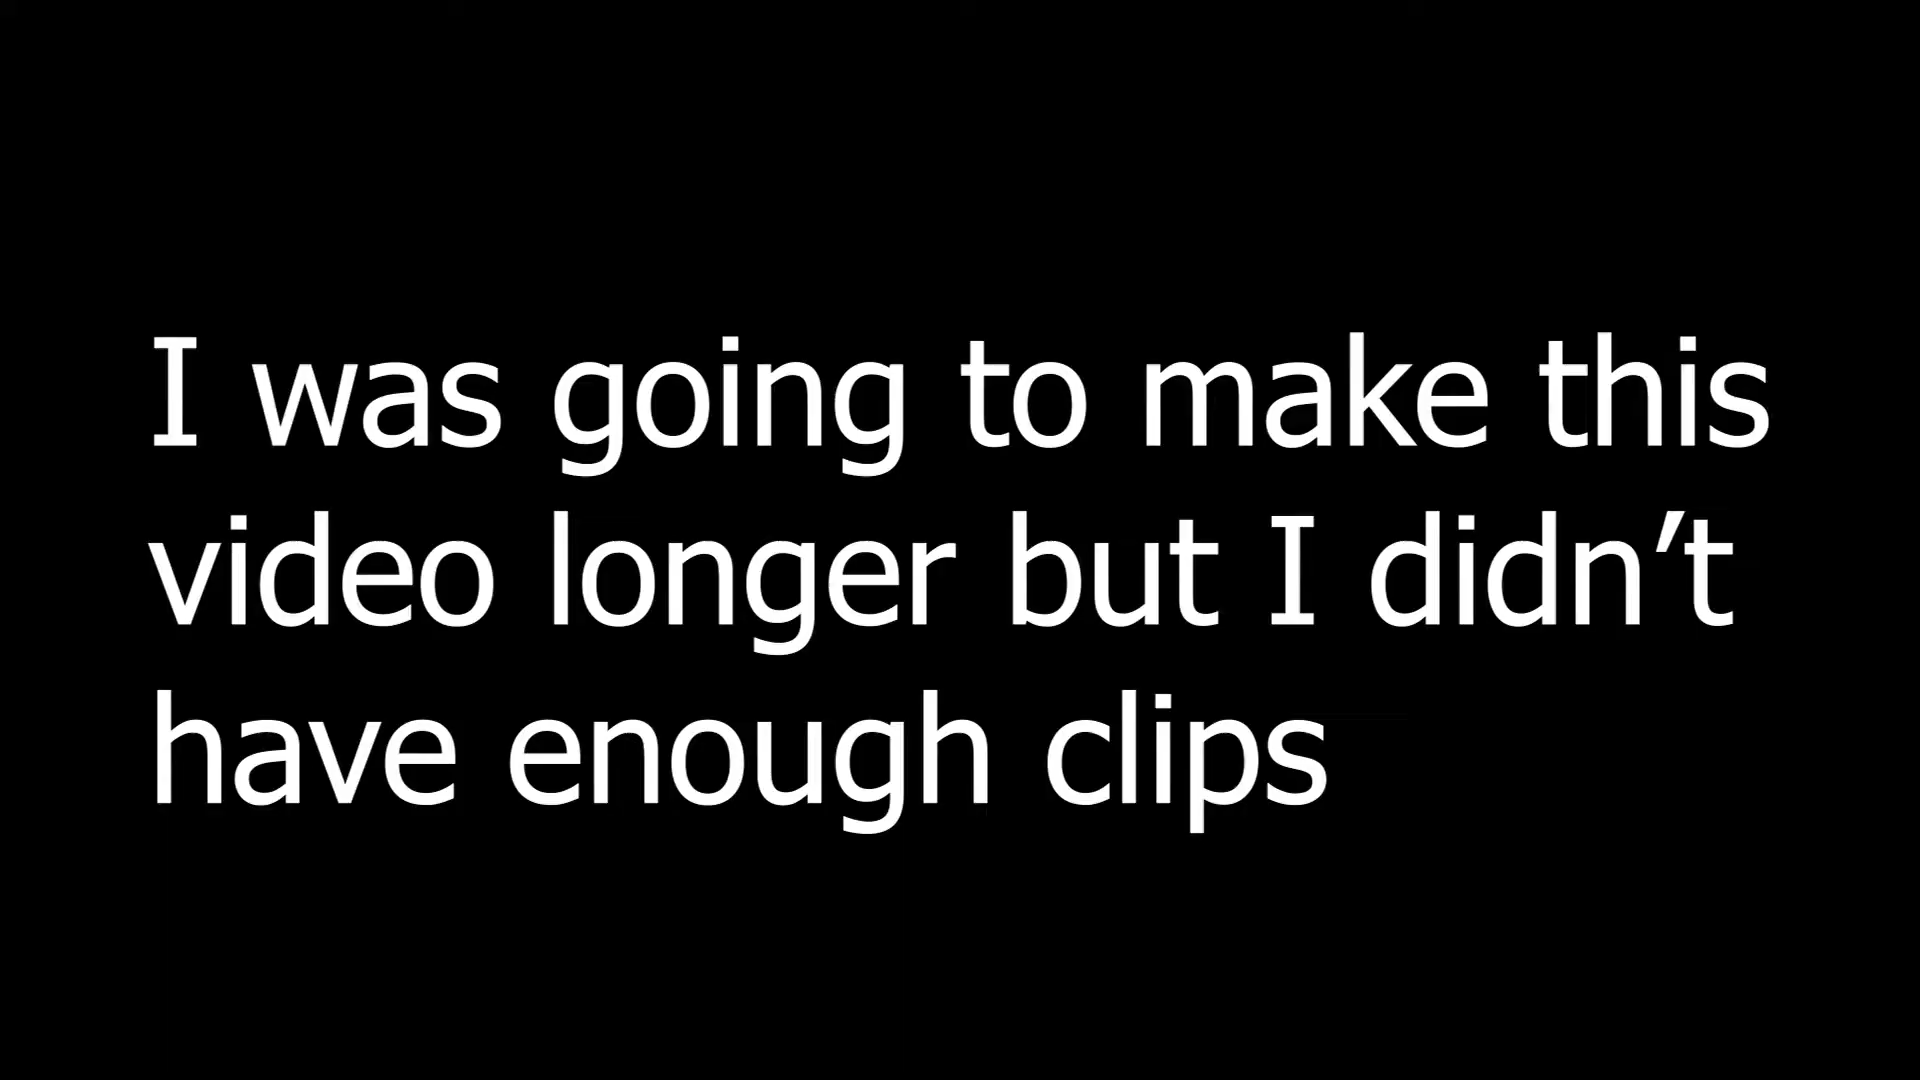 I was going to make this
video longer but I didn’t
have enough clips